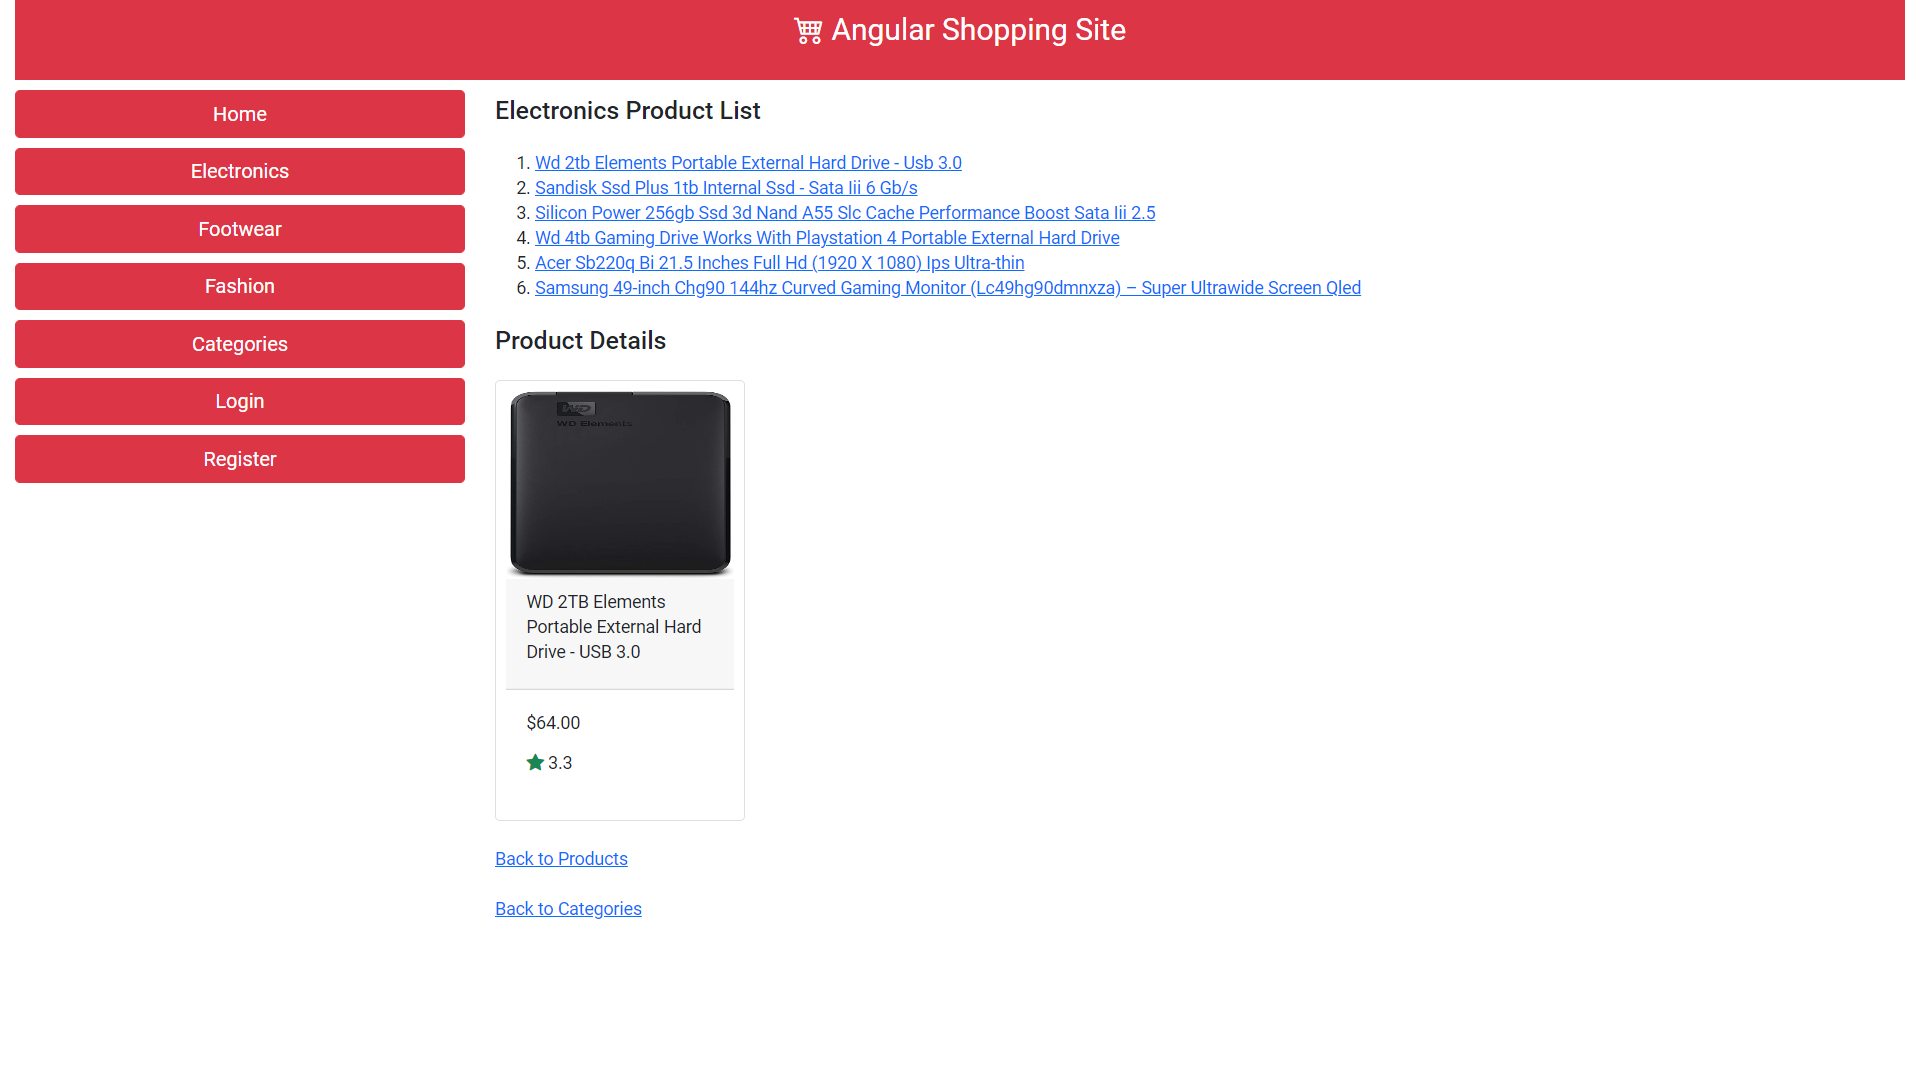 Angular Shopping Site
Home
Electronics
Footwear
Fashion
Categories
Login
Register
Electronics Product List
1. Wd 2tb Elements Portable External Hard Drive - Usb 3.0
2. Sandisk Ssd Plus 1tb Internal Ssd - Sata Iii 6 Gb/s
3. Silicon Power 256gb Ssd 3d Nand A55 Slc Cache Performance Boost Sata Iii 2.5
4. Wd 4tb Gaming Drive Works With Playstation 4 Portable External Hard Drive
5. Acer Sb220q Bi 21.5 Inches Full Hd (1920 X 1080) Ips Ultra-thin
6. Samsung 49-inch Chg90 144hz Curved Gaming Monitor (Lc49hg90dmnxza) – Super Ultrawide Screen Qled
Product Details
WD
WD Elements
WD 2TB Elements
Portable External Hard
Drive - USB 3.0
$64.00
3.3
Back to Products
Back to Categories